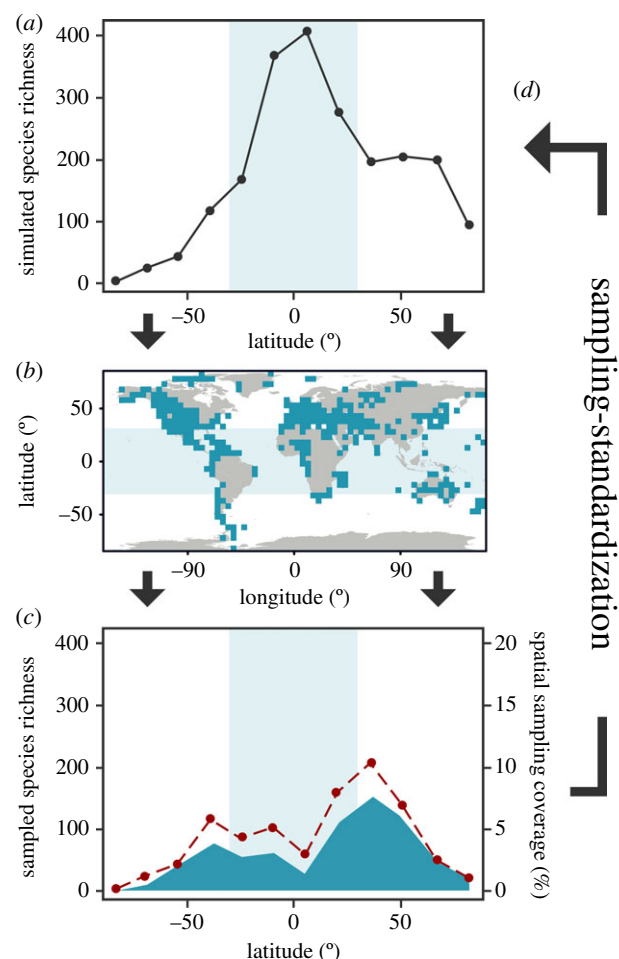 (a)
simulated species richness
400
300
200
100
0
–50
0
50
latitude (º)
(d)
sampling-standardization
(b)
latitude (º)
50
0
–50
–90
0
90
longitude (º)
(c)
sampled species richness
400
300
200
100
0
20
15
10
5
0
spatial sampling coverage (%)
–50
0
50
latitude (º)